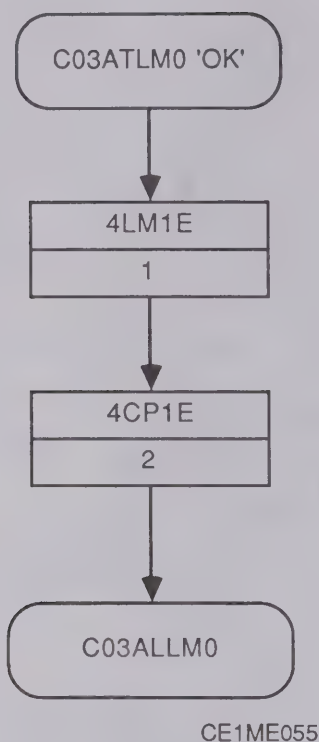 C03ATLM0 'OK'
4LM1E
1
4CP1E
2
C03ALLM0
CE1ME055